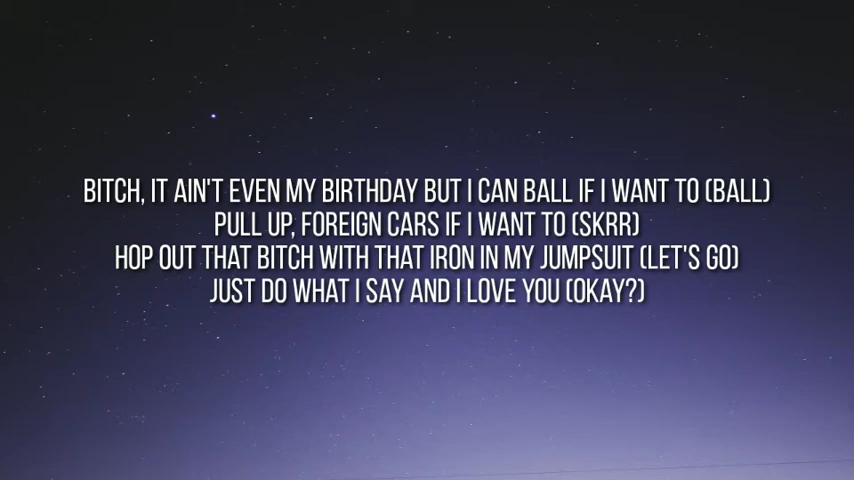 BITCH, IT AIN'T EVEN MY BIRTHDAY BUT I CAN BALL IF I WANT TO (BALL)
PULL UP, FOREIGN CARS IF I WANT TO (SKRR)
HOP OUT THAT BITCH WITH THAT IRON IN MY JUMPSUIT (LET'S GO)
JUST DO WHAT I SAY AND I LOVE YOU (OKAY?)